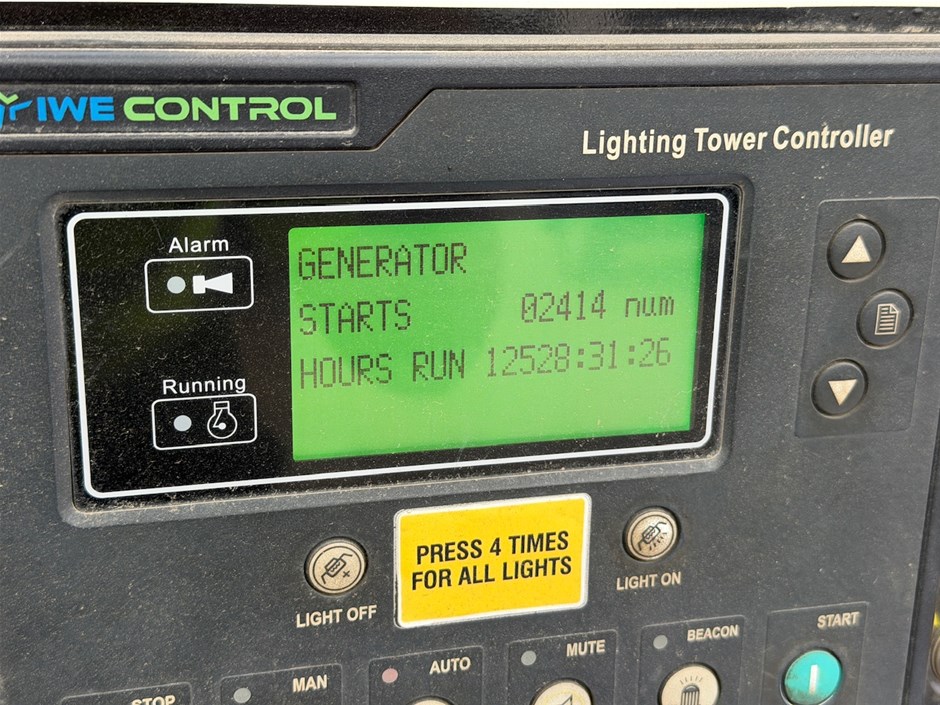 IWE CONTROL
Lighting Tower Controller
Alarm
Running
GENERATOR
STARTS 02414 num
HOURS RUN 12528:31:26
LIGHT OFF
PRESS 4 TIMES
FOR ALL LIGHTS
LIGHT ON
STOP
MAN
AUTO
MUTE
BEACON
START